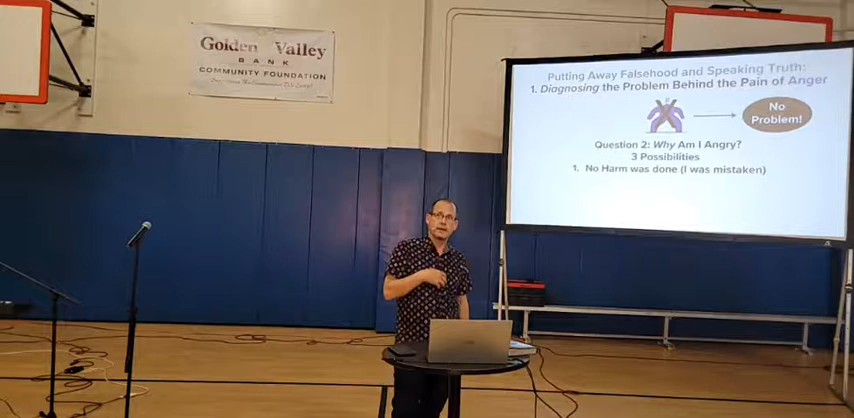 Golden Valley
BANK
COMMUNITY FOUNDATION
Putting Away Falsehood and Speaking Truth:
1. Diagnosing the Problem Behind the Pain of Anger
No
Problem!
Question 2: Why Am I Angry?
3 Possibilities
1. No Harm was done (I was mistaken)